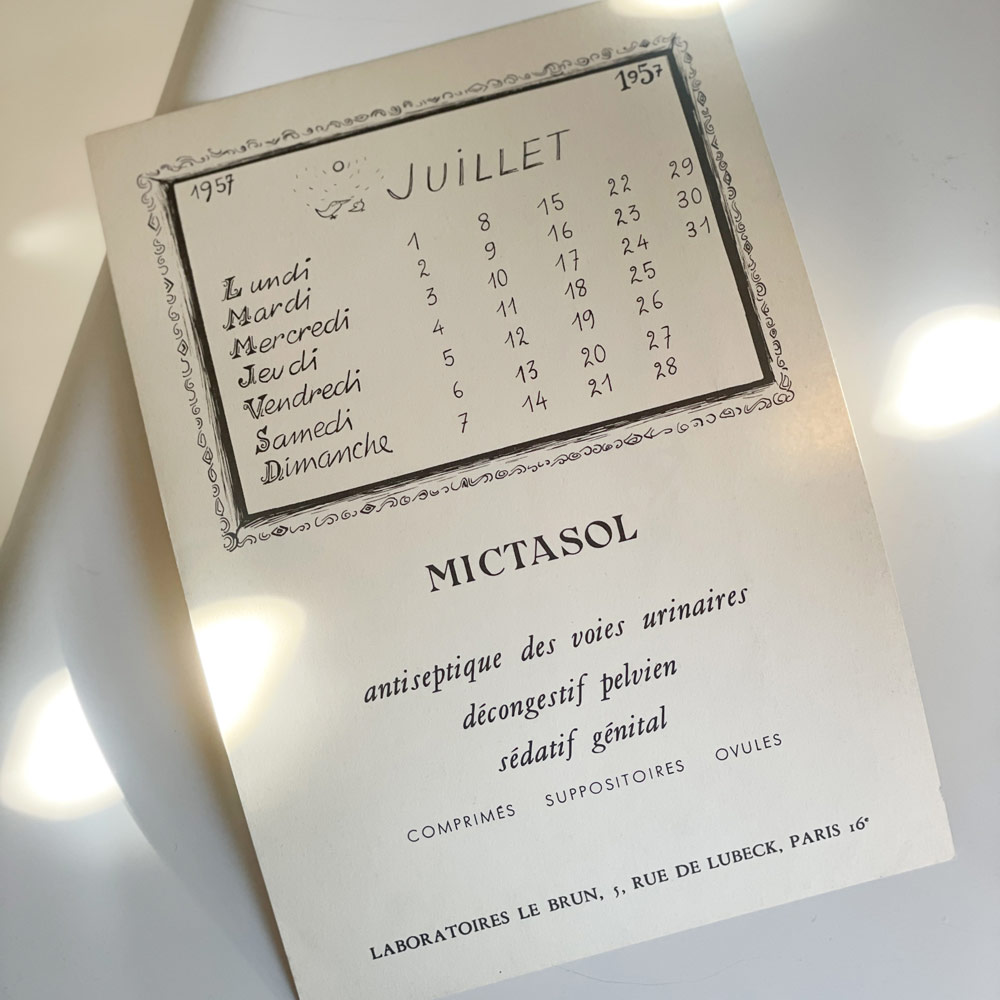 1957 1957
JUiLLET
Lundi 1 8 15 22 29
Mardi 2 9 16 23 30
Mercredi 3 10 17 24 31
Jeudi 4 11 18 25
Vendredi 5 12 19 26
Samedi 6 13 20 27
Dimanche 7 14 21 28
MICTASOL
antiseptique des voies urinaires
décongestif pelvien
sédatif génital
COMPRIMÉS SUPPOSITOIRES OVULES
LABORATOIRES LE BRUN, 5, RUE DE LUBECK, PARIS 16ᵉ